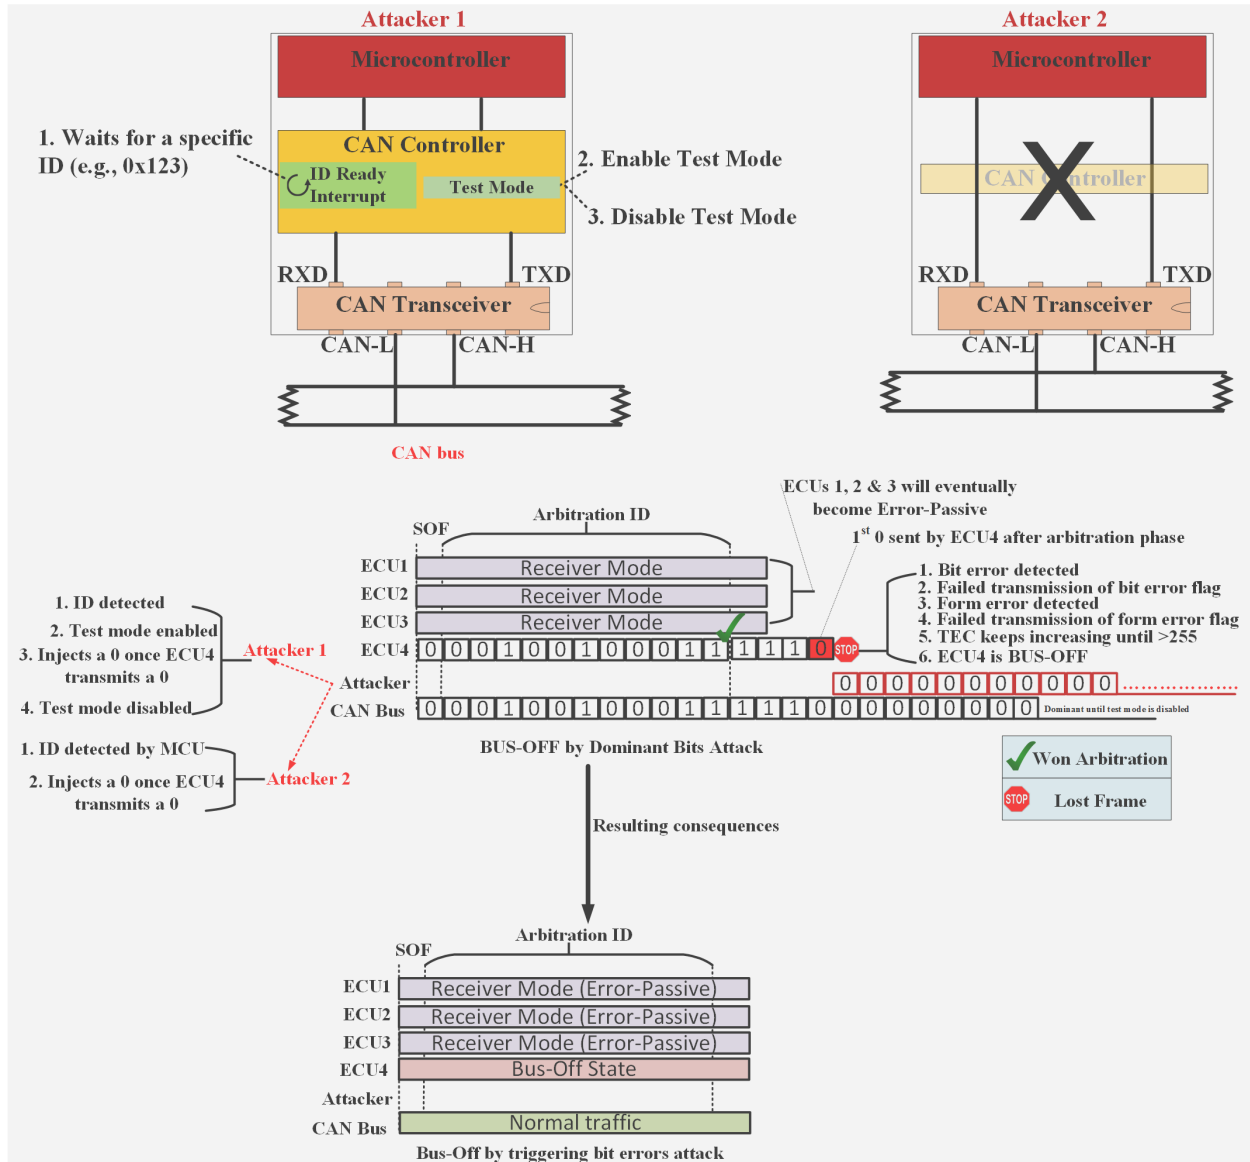 Attacker 1
Microcontroller
1. Waits for a specific
ID (e.g., 0x123)
CAN Controller
ID Ready
Interrupt
Test Mode
2. Enable Test Mode
3. Disable Test Mode
RXD
TXD
CAN Transceiver
CAN-L
CAN-H
CAN bus
Attacker 2
Microcontroller
CAN Controller
RXD
TXD
CAN Transceiver
CAN-L
CAN-H
ECUs 1, 2 & 3 will eventually
become Error-Passive
1st 0 sent by ECU4 after arbitration phase
SOF
Arbitration ID
ECU1
Receiver Mode
ECU2
Receiver Mode
ECU3
Receiver Mode
ECU4
0 0 0 1 0 0 1 0 0 0 1 1 1 1 1 0
STOP
1. Bit error detected
2. Failed transmission of bit error flag
3. Form error detected
4. Failed transmission of form error flag
5. TEC keeps increasing until >255
6. ECU4 is BUS-OFF
Attacker
0 0 0 0 0 0 0 0 0 0 0
CAN Bus
0 0 0 1 0 0 1 0 0 0 1 1 1 1 1 0 0 0 0 0 0 0 0 0
Dominant until test mode is disabled
1. ID detected
2. Test mode enabled
3. Injects a 0 once ECU4
transmits a 0
4. Test mode disabled
Attacker 1
1. ID detected by MCU
2. Injects a 0 once ECU4
transmits a 0
Attacker 2
BUS-OFF by Dominant Bits Attack
Won Arbitration
STOP
Lost Frame
Resulting consequences
Arbitration ID
SOF
ECU1
Receiver Mode (Error-Passive)
ECU2
Receiver Mode (Error-Passive)
ECU3
Receiver Mode (Error-Passive)
ECU4
Bus-Off State
Attacker
CAN Bus
Normal traffic
Bus-Off by triggering bit errors attack